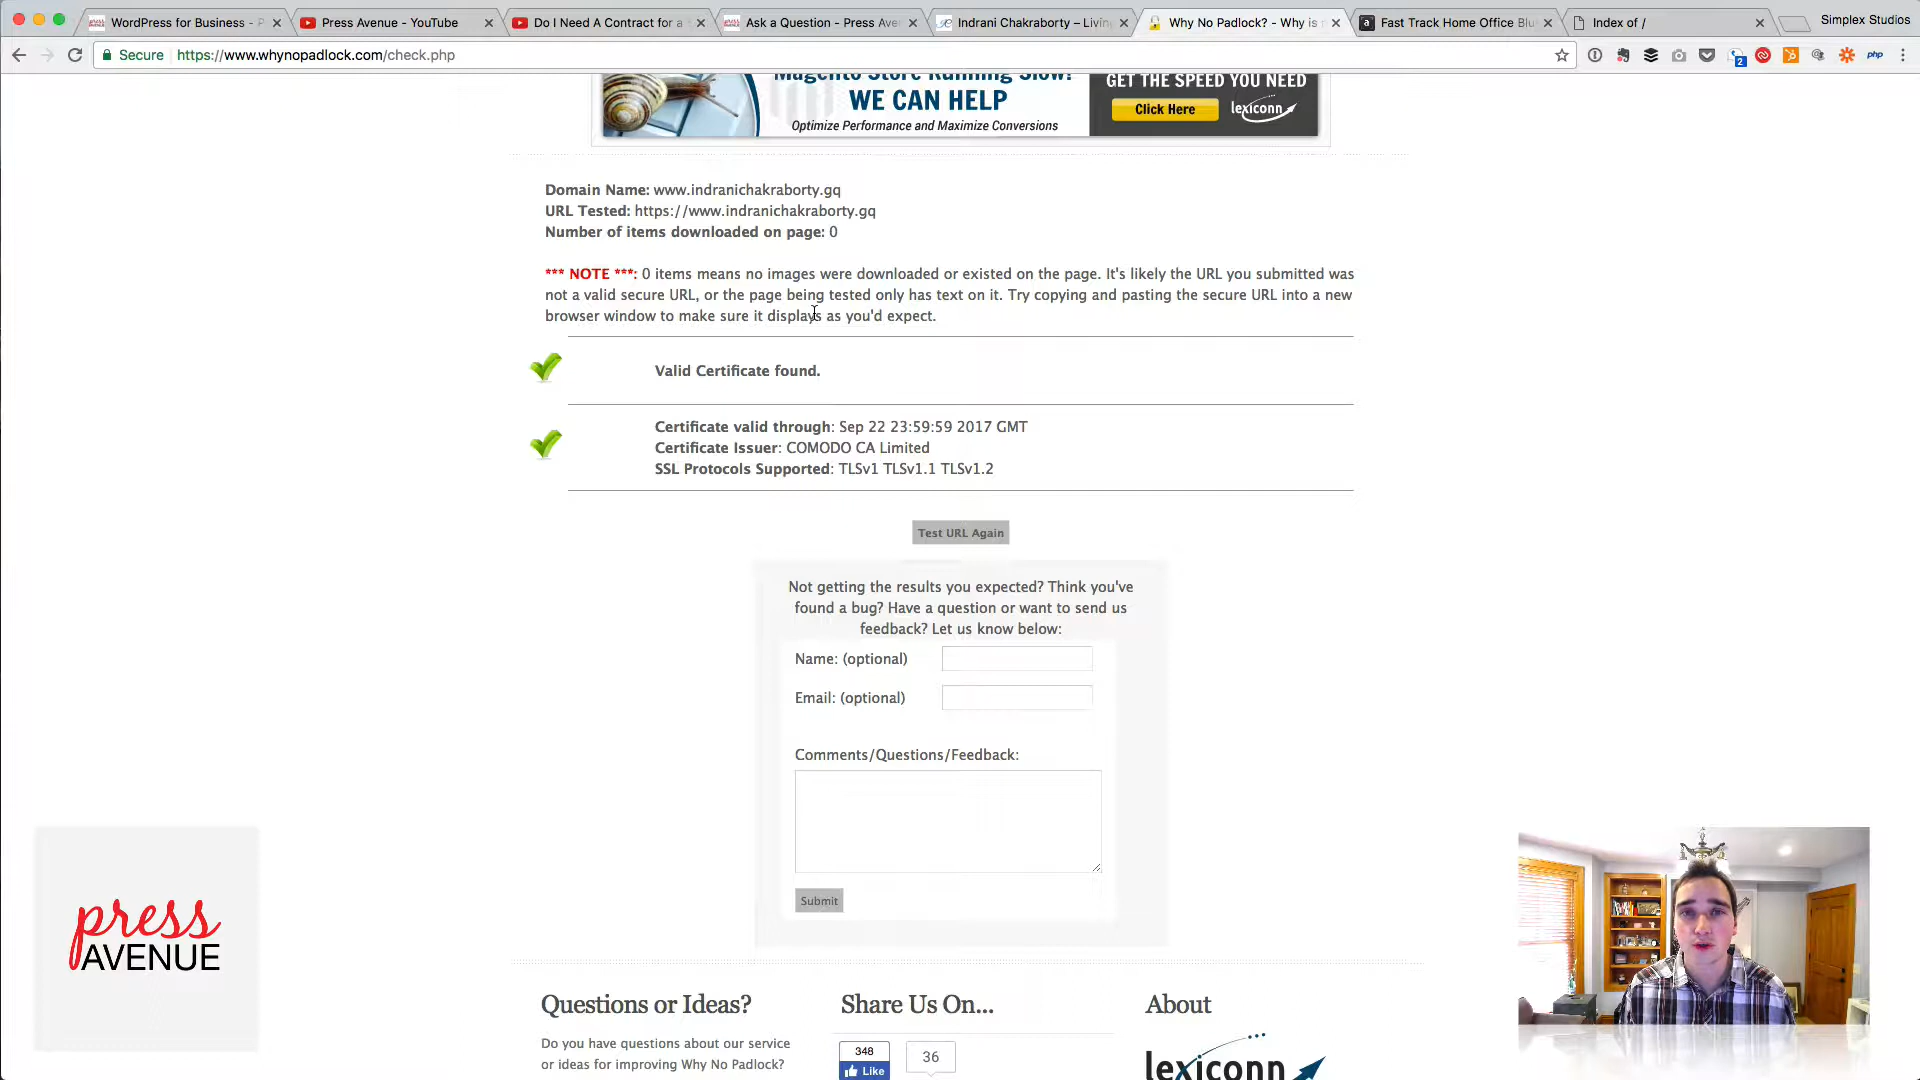 WordPress for Business - P
Press Avenue - YouTube
Do I Need A Contract for a
Ask a Question - Press Ave
Indrani Chakraborty – Livin
Why No Padlock? - Why is
Fast Track Home Office Blu
Index of /
Simplex Studios
Secure
https://www.whynopadlock.com/check.php
2
php
Magento Store Running Slow?
WE CAN HELP
Optimize Performance and Maximize Conversions
GET THE SPEED YOU NEED
Click Here
lexiconn
Domain Name: www.indranichakraborty.gq
URL Tested: https://www.indranichakraborty.gq
Number of items downloaded on page: 0
*** NOTE ***: 0 items means no images were downloaded or existed on the page. It's likely the URL you submitted was
not a valid secure URL, or the page being tested only has text on it. Try copying and pasting the secure URL into a new
browser window to make sure it displays as you'd expect.
Valid Certificate found.
Certificate valid through: Sep 22 23:59:59 2017 GMT
Certificate Issuer: COMODO CA Limited
SSL Protocols Supported: TLSv1 TLSv1.1 TLSv1.2
Test URL Again
Not getting the results you expected? Think you've
found a bug? Have a question or want to send us
feedback? Let us know below:
Name: (optional)
Email: (optional)
Comments/Questions/Feedback:
Submit
press
AVENUE
Questions or Ideas?
Do you have questions about our service
or ideas for improving Why No Padlock?
Share Us On...
348
Like
36
About
lexiconn